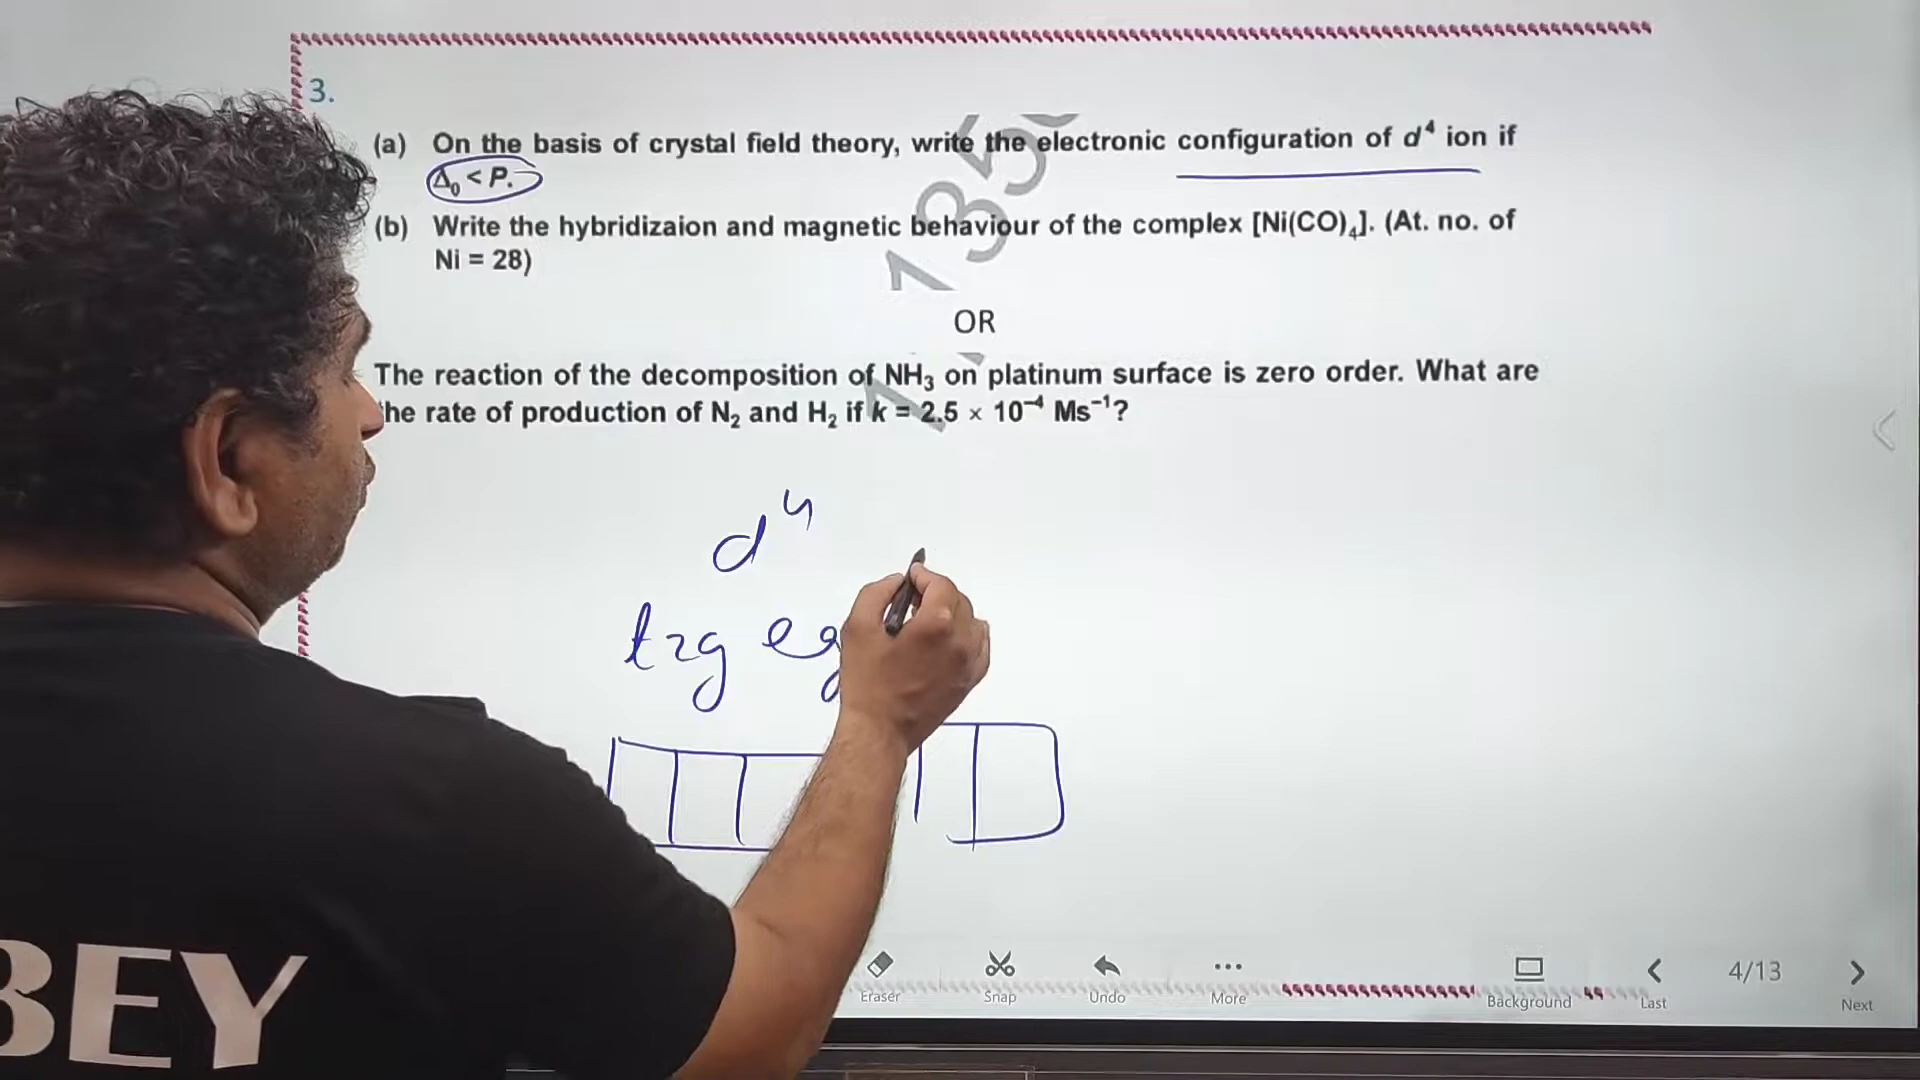 3.
(a) On the basis of crystal field theory, write the electronic configuration of d⁴ ion if
Δ₀ < P.
(b) Write the hybridizaion and magnetic behaviour of the complex [Ni(CO)₄]. (At. no. of
Ni = 28)
OR
The reaction of the decomposition of NH₃ on platinum surface is zero order. What are
the rate of production of N₂ and H₂ if k = 2.5 × 10⁻⁴ Ms⁻¹?
d⁴
t2g eg
BEY
Eraser Snap Undo More Background Last 4/13 Next